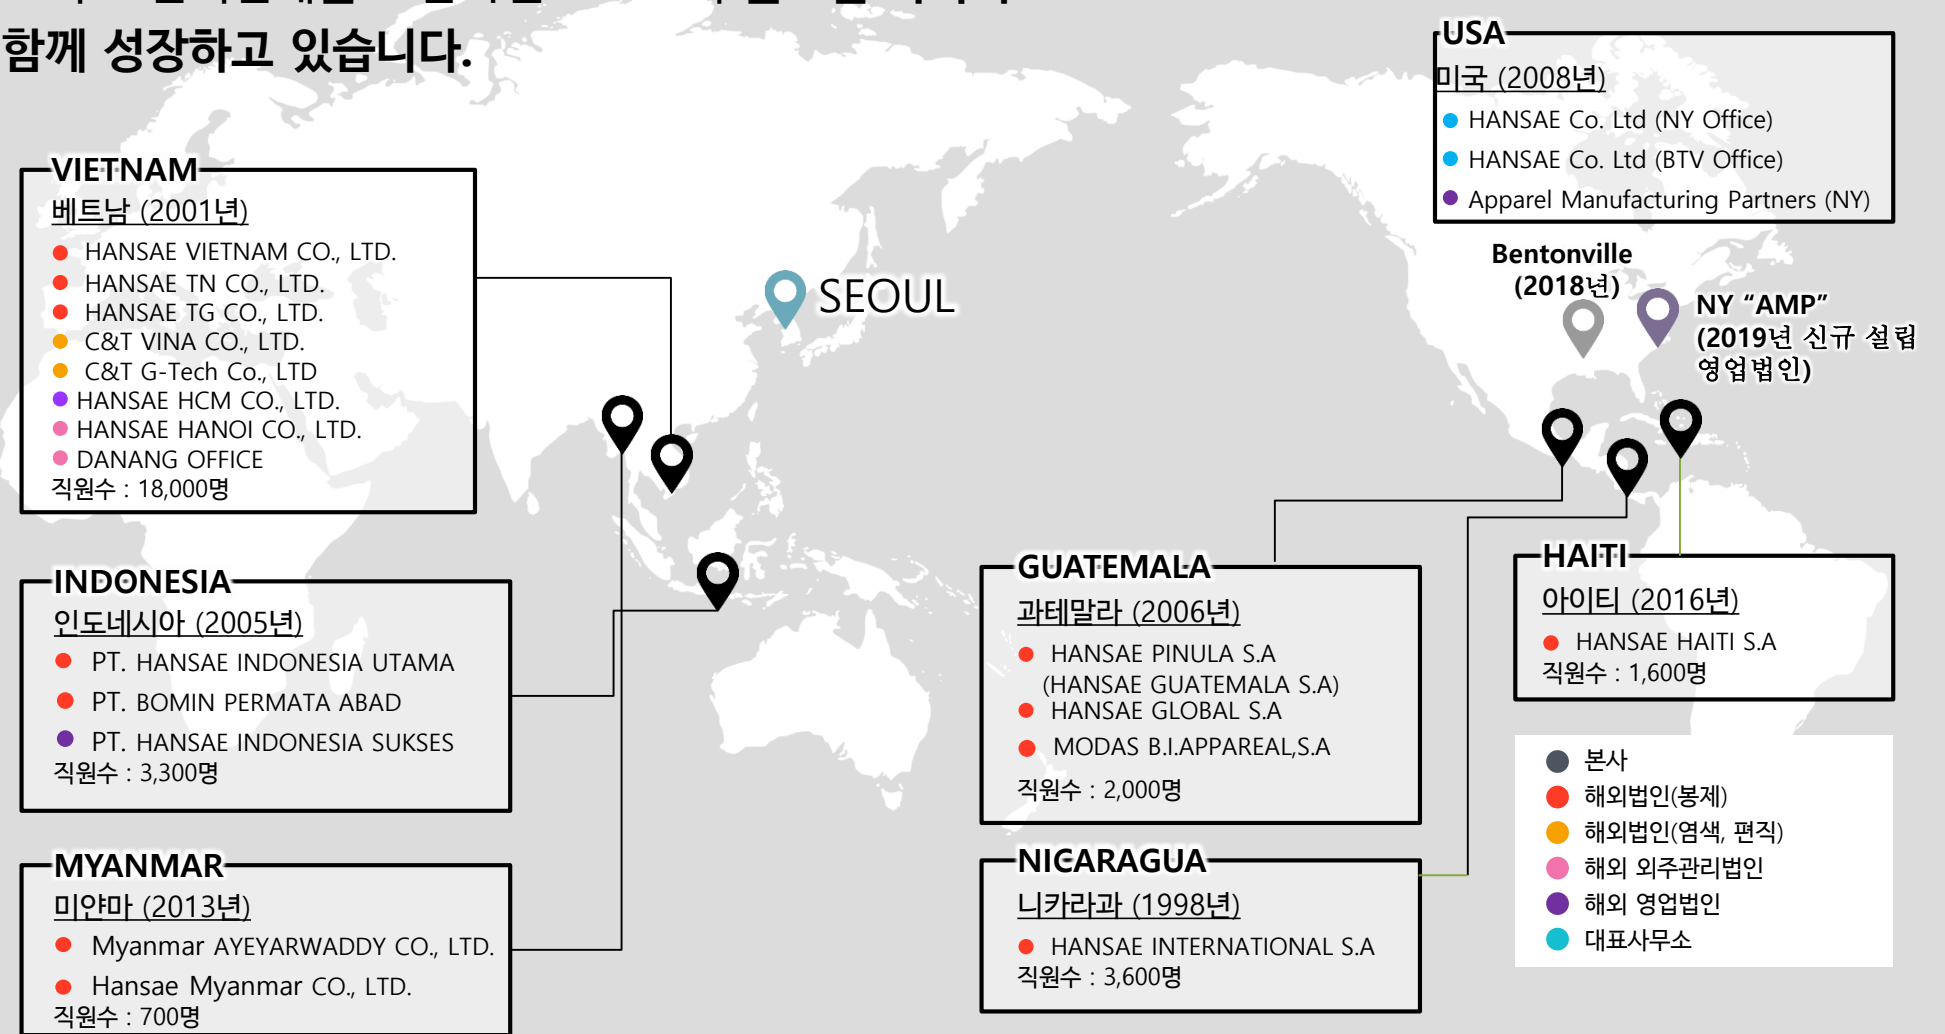 함께 성장하고 있습니다.
USA
미국 (2008년)
HANSAE Co. Ltd (NY Office)
HANSAE Co. Ltd (BTV Office)
Apparel Manufacturing Partners (NY)
VIETNAM
베트남 (2001년)
HANSAE VIETNAM CO., LTD.
HANSAE TN CO., LTD.
HANSAE TG CO., LTD.
C&T VINA CO., LTD.
C&T G-Tech Co., LTD
HANSAE HCM CO., LTD.
HANSAE HANOI CO., LTD.
DANANG OFFICE
직원수 : 18,000명
SEOUL
Bentonville
(2018년)
NY “AMP”
(2019년 신규 설립
영업법인)
INDONESIA
인도네시아 (2005년)
PT. HANSAE INDONESIA UTAMA
PT. BOMIN PERMATA ABAD
PT. HANSAE INDONESIA SUKSES
직원수 : 3,300명
GUATEMALA
과테말라 (2006년)
HANSAE PINULA S.A
(HANSAE GUATEMALA S.A)
HANSAE GLOBAL S.A
MODAS B.I.APPAREAL,S.A
직원수 : 2,000명
HAITI
아이티 (2016년)
HANSAE HAITI S.A
직원수 : 1,600명
MYANMAR
미얀마 (2013년)
Myanmar AYEYARWADDY CO., LTD.
Hansae Myanmar CO., LTD.
직원수 : 700명
NICARAGUA
니카라과 (1998년)
HANSAE INTERNATIONAL S.A
직원수 : 3,600명
본사
해외법인(봉제)
해외법인(염색, 편직)
해외 외주관리법인
해외 영업법인
대표사무소